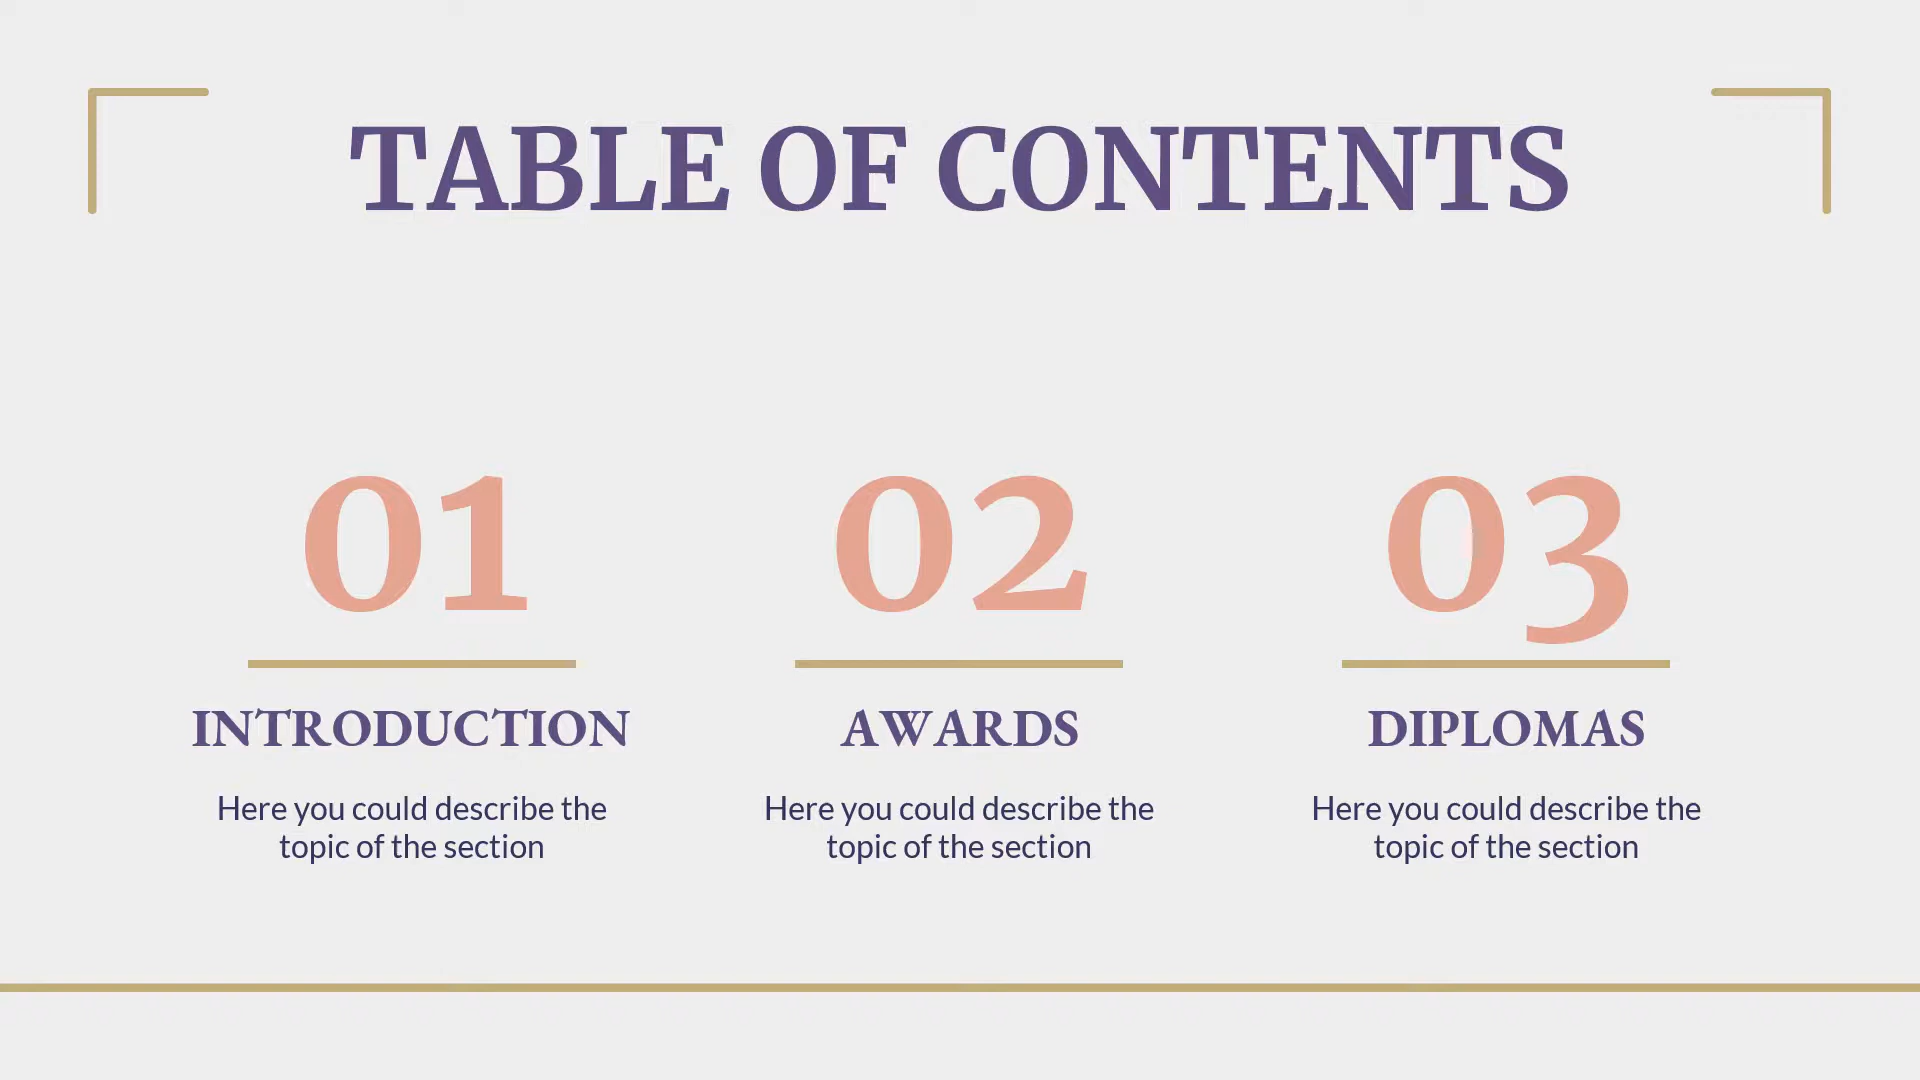 TABLE OF CONTENTS
01
02
03
INTRODUCTION
AWARDS
DIPLOMAS
Here you could describe the
topic of the section
Here you could describe the
topic of the section
Here you could describe the
topic of the section